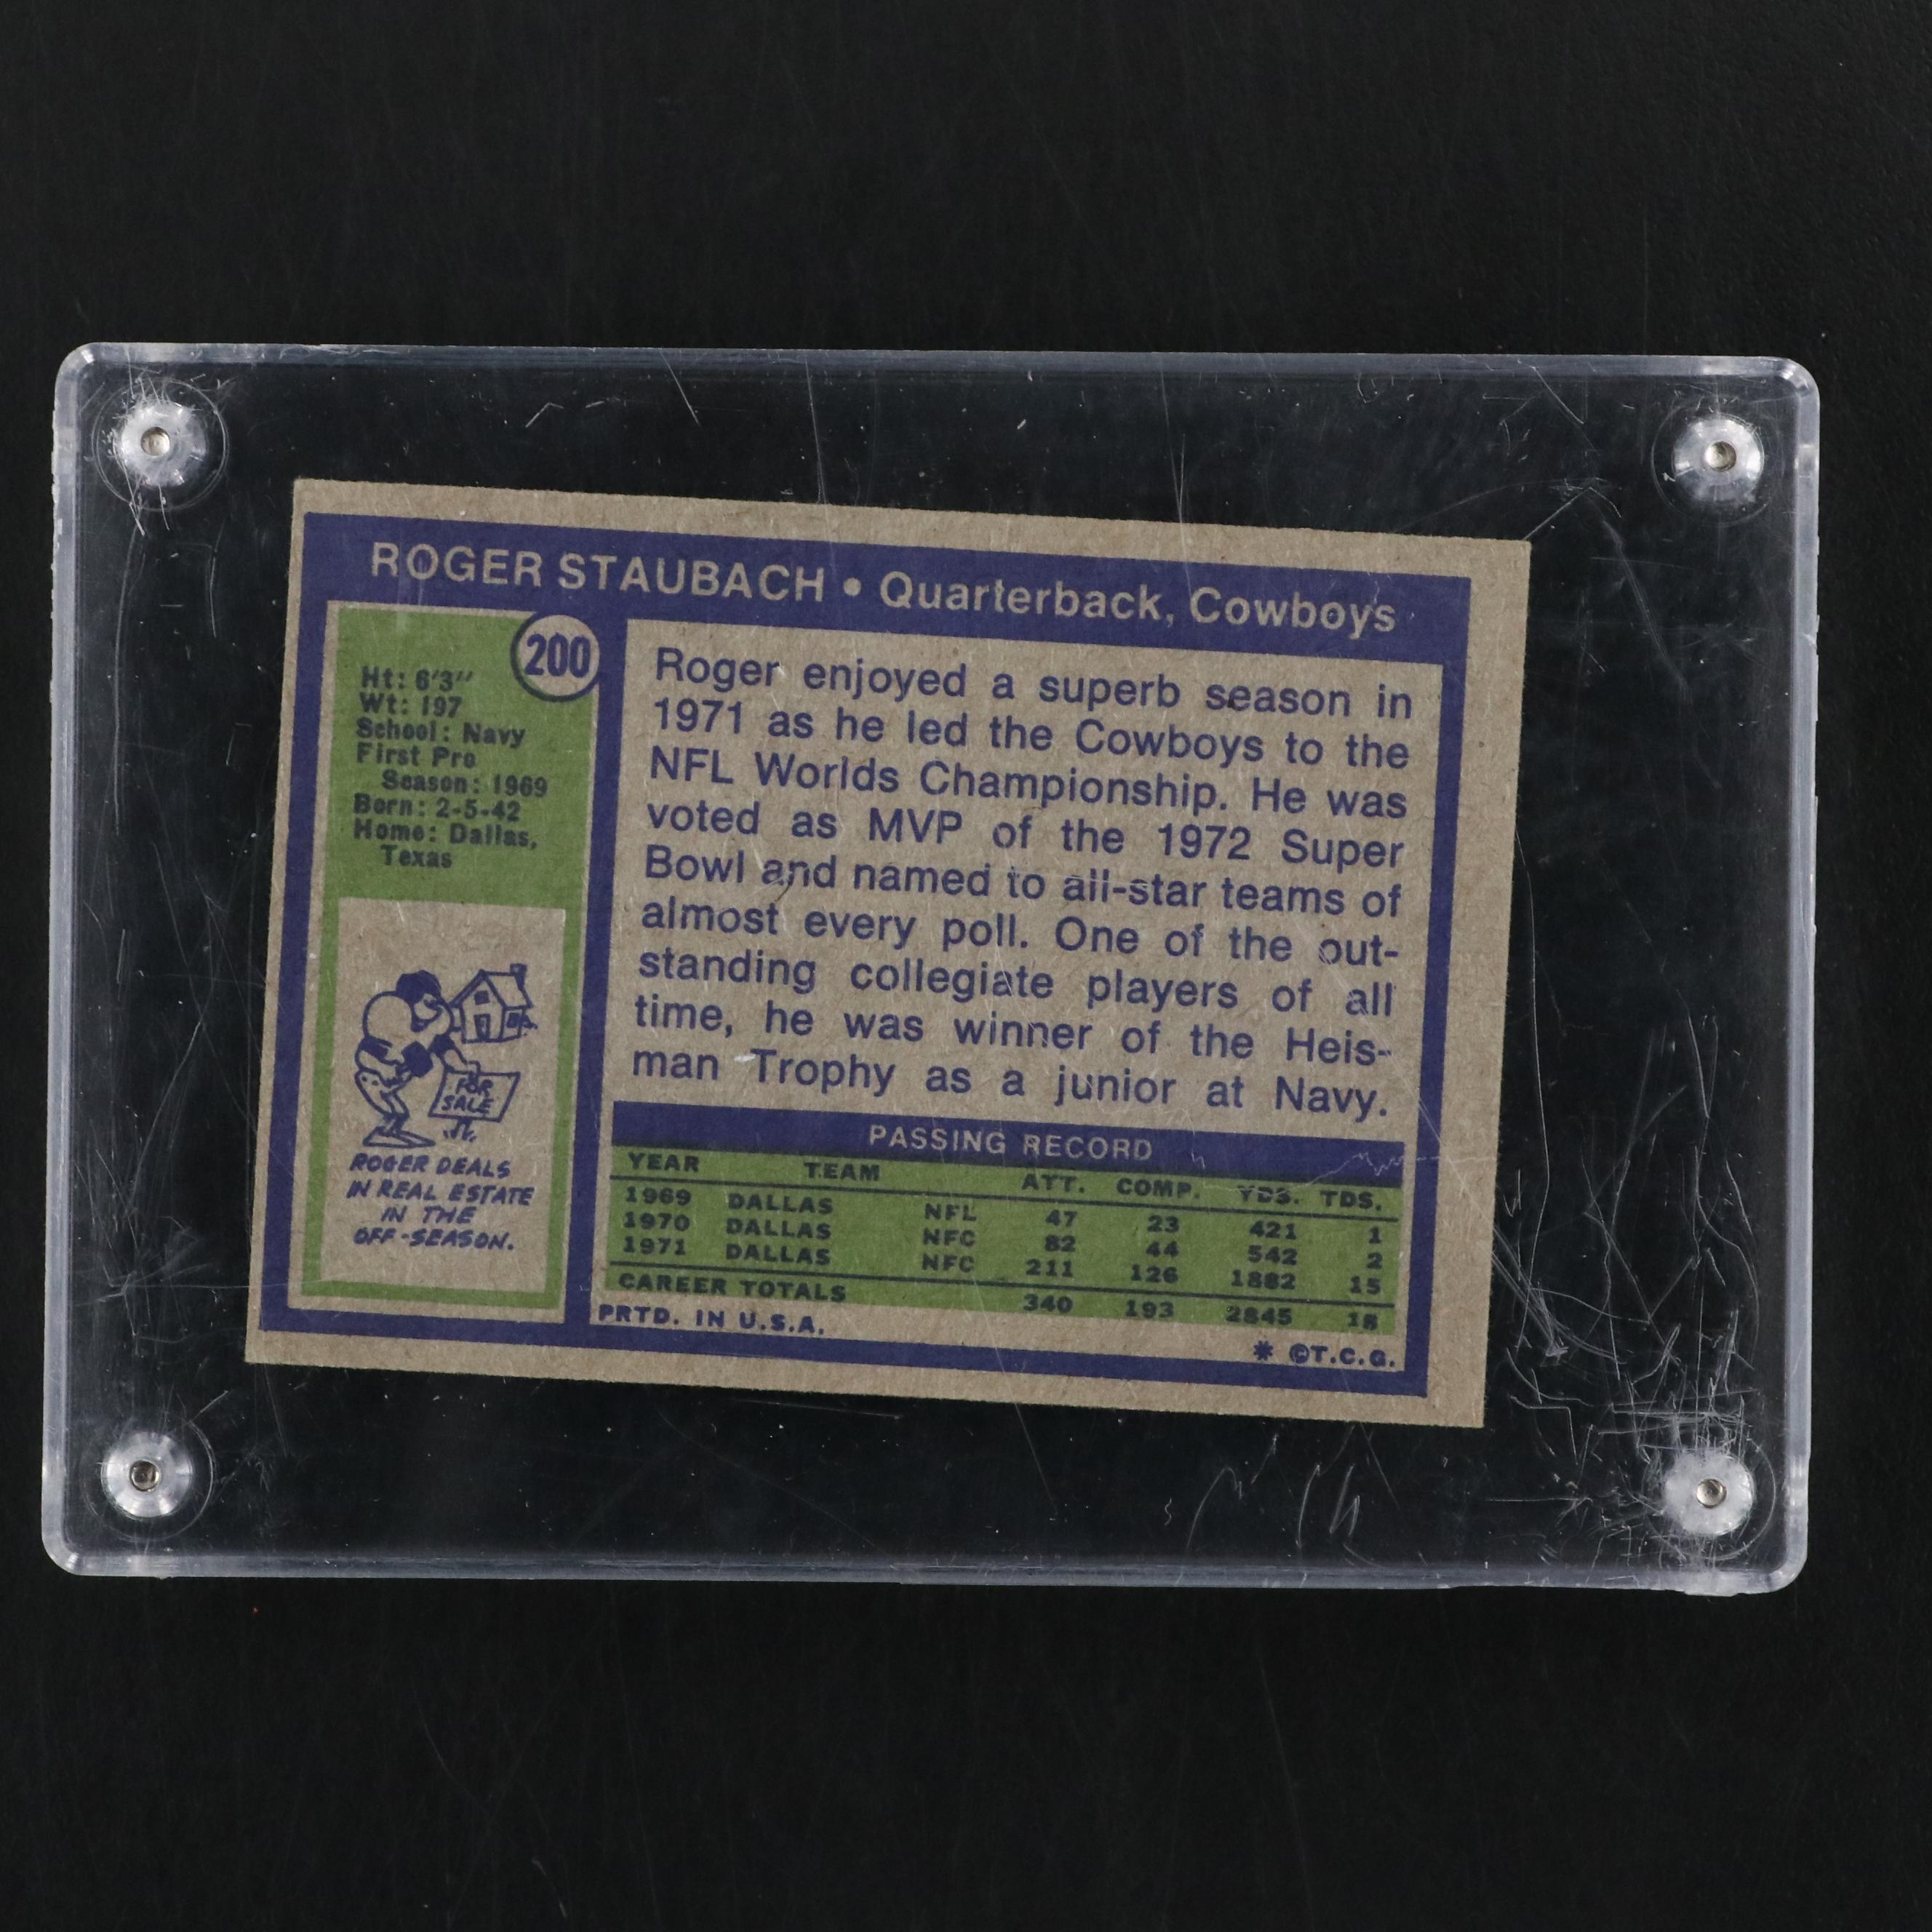 ROGER STAUBACH • Quarterback, Cowboys
200
Ht: 6'3"
Wt: 197
School: Navy
First Pro
Season: 1969
Born: 2-5-42
Home: Dallas,
Texas
FOR
SALE
ROGER DEALS
IN REAL ESTATE
IN THE
OFF-SEASON.
Roger enjoyed a superb season in
1971 as he led the Cowboys to the
NFL Worlds Championship. He was
voted as MVP of the 1972 Super
Bowl and named to all-star teams of
almost every poll. One of the out-
standing collegiate players of all
time, he was winner of the Heis-
man Trophy as a junior at Navy.
PASSING RECORD
YEAR TEAM ATT. COMP. YDS. TDS.
1969 DALLAS NFL 47 23 421 1
1970 DALLAS NFC 82 44 542 2
1971 DALLAS NFC 211 126 1882 15
CAREER TOTALS 340 193 2845 18
PRTD. IN U.S.A.
* ©T.C.G.